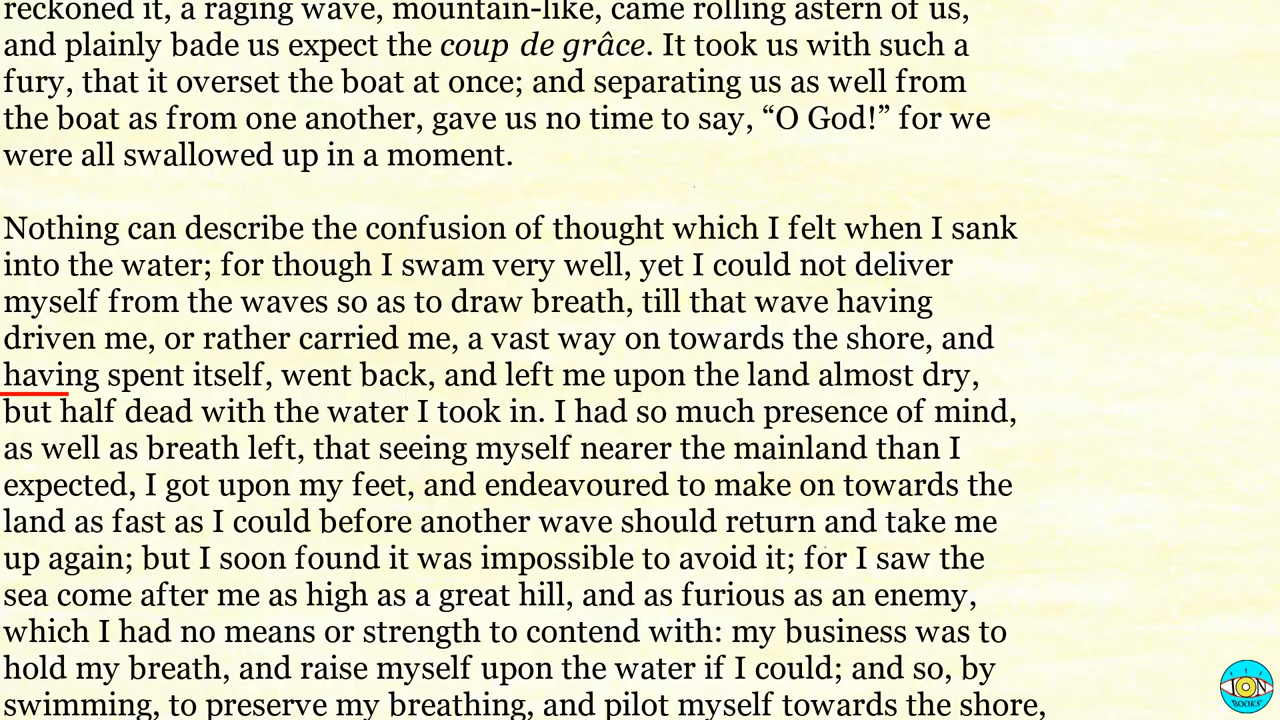 reckoned it, a raging wave, mountain-like, came rolling astern of us,
and plainly bade us expect the coup de grâce. It took us with such a
fury, that it overset the boat at once; and separating us as well from
the boat as from one another, gave us no time to say, “O God!” for we
were all swallowed up in a moment.
Nothing can describe the confusion of thought which I felt when I sank
into the water; for though I swam very well, yet I could not deliver
myself from the waves so as to draw breath, till that wave having
driven me, or rather carried me, a vast way on towards the shore, and
having spent itself, went back, and left me upon the land almost dry,
but half dead with the water I took in. I had so much presence of mind,
as well as breath left, that seeing myself nearer the mainland than I
expected, I got upon my feet, and endeavoured to make on towards the
land as fast as I could before another wave should return and take me
up again; but I soon found it was impossible to avoid it; for I saw the
sea come after me as high as a great hill, and as furious as an enemy,
which I had no means or strength to contend with: my business was to
hold my breath, and raise myself upon the water if I could; and so, by
swimming, to preserve my breathing, and pilot myself towards the shore,
ION
BOOKS